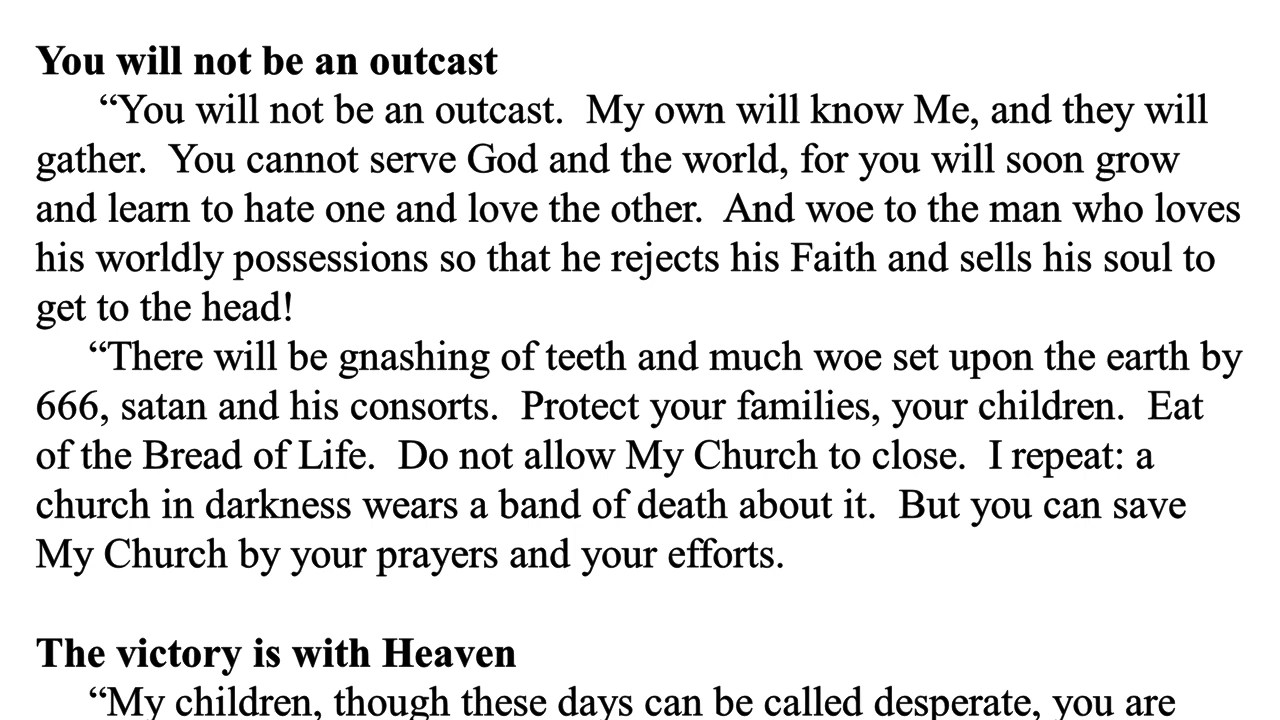 You will not be an outcast
“You will not be an outcast.  My own will know Me, and they will
gather.  You cannot serve God and the world, for you will soon grow
and learn to hate one and love the other.  And woe to the man who loves
his worldly possessions so that he rejects his Faith and sells his soul to
get to the head!
“There will be gnashing of teeth and much woe set upon the earth by
666, satan and his consorts.  Protect your families, your children.  Eat
of the Bread of Life.  Do not allow My Church to close.  I repeat: a
church in darkness wears a band of death about it.  But you can save
My Church by your prayers and your efforts.
The victory is with Heaven
“My children, though these days can be called desperate, you are